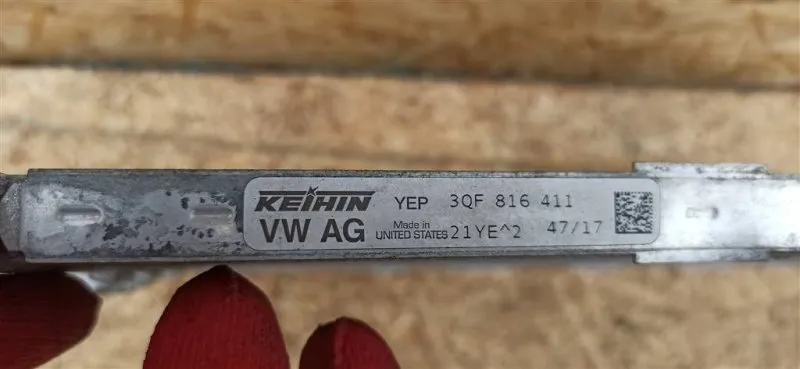 KEIHIN YEP 3QF 816 411
VW AG Made in UNITED STATES 21YE^2 47/17